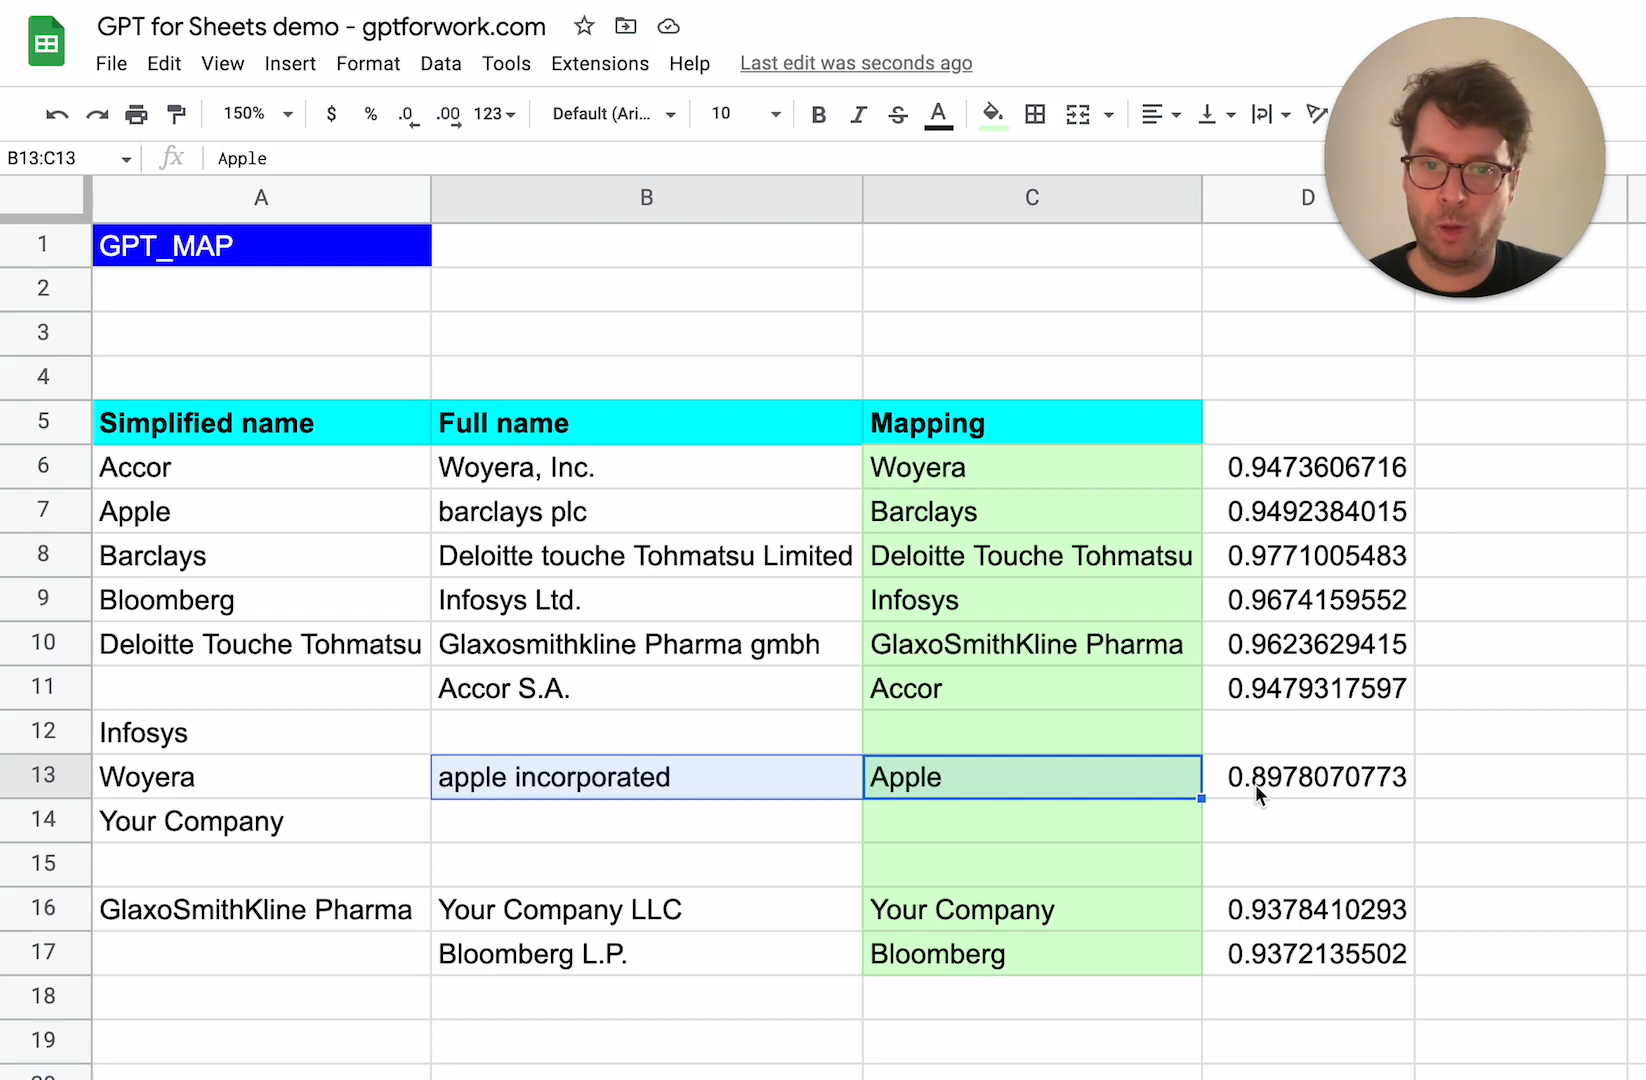 GPT for Sheets demo - gptforwork.com
File Edit View Insert Format Data Tools Extensions Help Last edit was seconds ago
150% $ % .0 .00 123 Default (Ari... 10 B I S A
B13:C13 fx Apple
A B C D
1 GPT_MAP
2
3
4
5 Simplified name Full name Mapping
6 Accor Woyera, Inc. Woyera 0.9473606716
7 Apple barclays plc Barclays 0.9492384015
8 Barclays Deloitte touche Tohmatsu Limited Deloitte Touche Tohmatsu 0.9771005483
9 Bloomberg Infosys Ltd. Infosys 0.9674159552
10 Deloitte Touche Tohmatsu Glaxosmithkline Pharma gmbh GlaxoSmithKline Pharma 0.9623629415
11 Accor S.A. Accor 0.9479317597
12 Infosys
13 Woyera apple incorporated Apple 0.8978070773
14 Your Company
15
16 GlaxoSmithKline Pharma Your Company LLC Your Company 0.9378410293
17 Bloomberg L.P. Bloomberg 0.9372135502
18
19